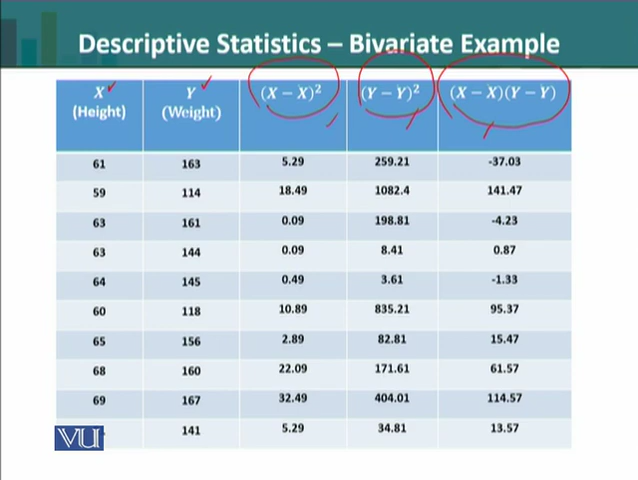 Descriptive Statistics – Bivariate Example
X Y (X − X)² (Y − Y)² (X − X)(Y − Y)
(Height) (Weight)
61 163 5.29 259.21 -37.03
59 114 18.49 1082.4 141.47
63 161 0.09 198.81 -4.23
63 144 0.09 8.41 0.87
64 145 0.49 3.61 -1.33
60 118 10.89 835.21 95.37
65 156 2.89 82.81 15.47
68 160 22.09 171.61 61.57
69 167 32.49 404.01 114.57
141 5.29 34.81 13.57
VU